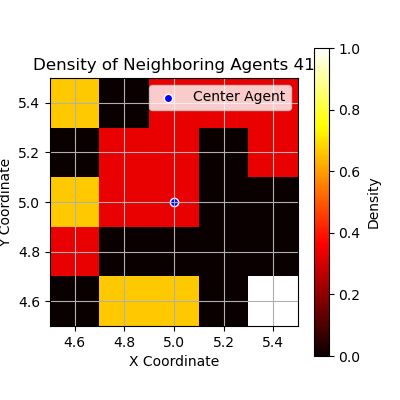 Density of Neighboring Agents 41
Center Agent
1.0
0.8
0.6
0.4
0.2
0.0
Density
5.4
5.2
5.0
4.8
4.6
Y Coordinate
4.6 4.8 5.0 5.2 5.4
X Coordinate